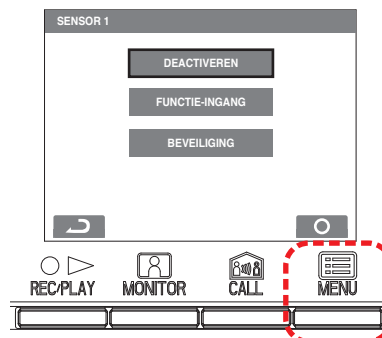 SENSOR 1
DEACTIVEREN
FUNCTIE-INGANG
BEVEILIGING
REC/PLAY MONITOR CALL MENU